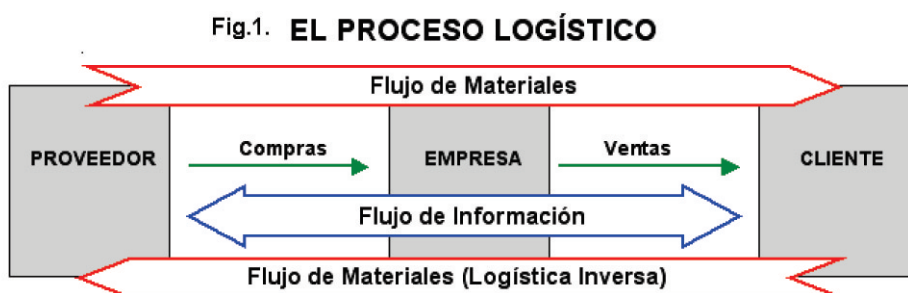 Fig.1. EL PROCESO LOGÍSTICO
Flujo de Materiales
PROVEEDOR
Compras
EMPRESA
Ventas
CLIENTE
Flujo de Información
Flujo de Materiales (Logística Inversa)